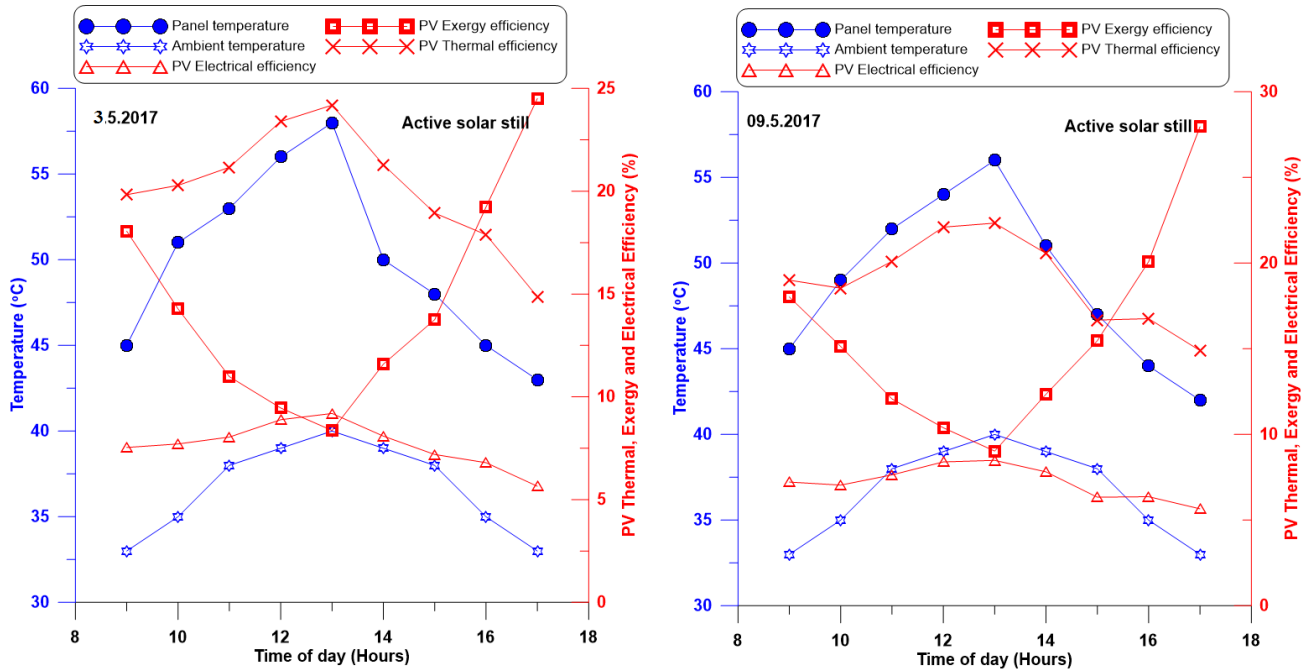 Panel temperature
PV Exergy efficiency
Ambient temperature
PV Thermal efficiency
PV Electrical efficiency
60
25
3.5.2017
Active solar still
55
20
50
15
45
10
40
5
35
30
0
8
10
12
14
16
18
Temperature (°C)
PV Thermal, Exergy and Electrical Efficiency (%)
Time of day (Hours)
Panel temperature
PV Exergy efficiency
Ambient temperature
PV Thermal efficiency
PV Electrical efficiency
60
30
09.5.2017
Active solar still
55
50
20
45
40
10
35
30
0
8
10
12
14
16
18
Temperature (°C)
PV Thermal, Exergy and Electrical Efficiency (%)
Time of day (Hours)